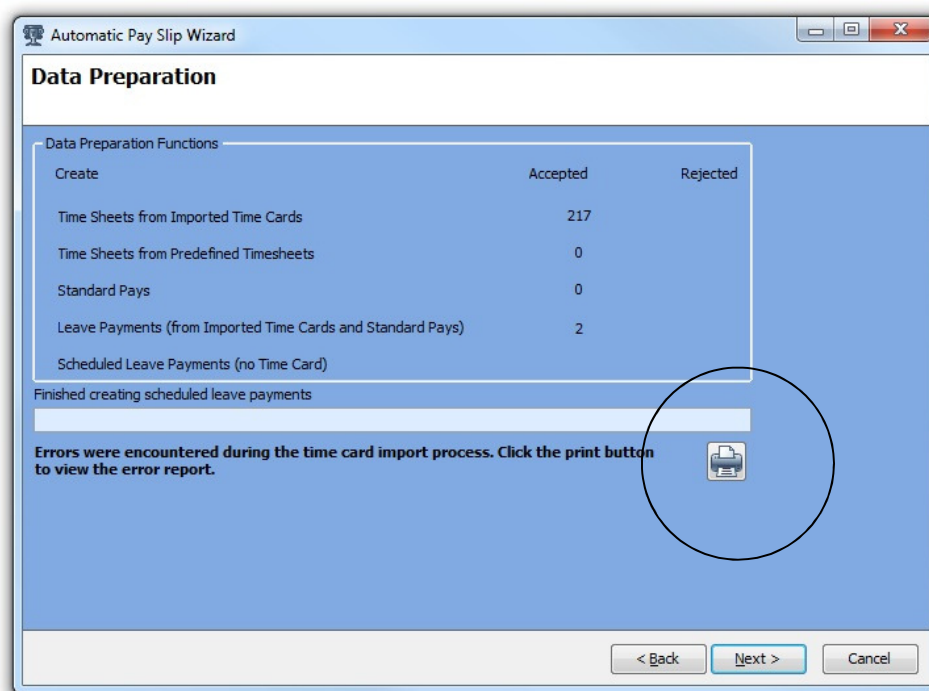 Automatic Pay Slip Wizard
Data Preparation
Data Preparation Functions
Create Accepted Rejected
Time Sheets from Imported Time Cards 217
Time Sheets from Predefined Timesheets 0
Standard Pays 0
Leave Payments (from Imported Time Cards and Standard Pays) 2
Scheduled Leave Payments (no Time Card)
Finished creating scheduled leave payments
Errors were encountered during the time card import process. Click the print button
to view the error report.
< Back Next > Cancel